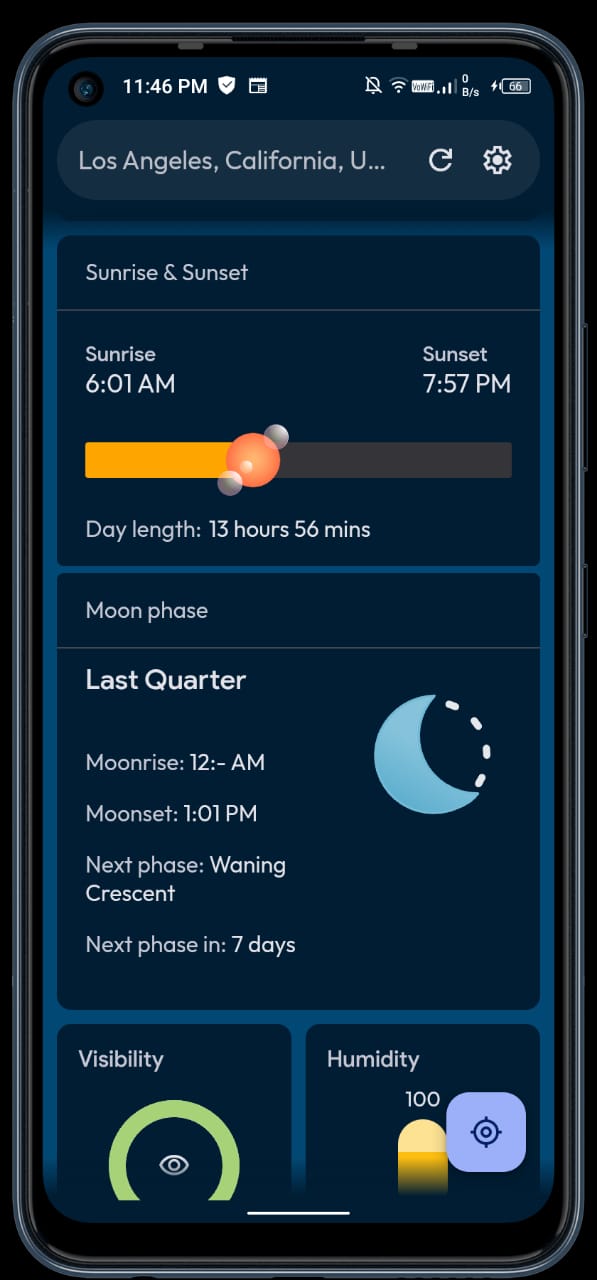 11:46 PM VoWiFi 0 B/s 66
Los Angeles, California, U...
Sunrise & Sunset
Sunrise Sunset
6:01 AM 7:57 PM
Day length: 13 hours 56 mins
Moon phase
Last Quarter
Moonrise: 12:- AM
Moonset: 1:01 PM
Next phase: Waning
Crescent
Next phase in: 7 days
Visibility Humidity
100